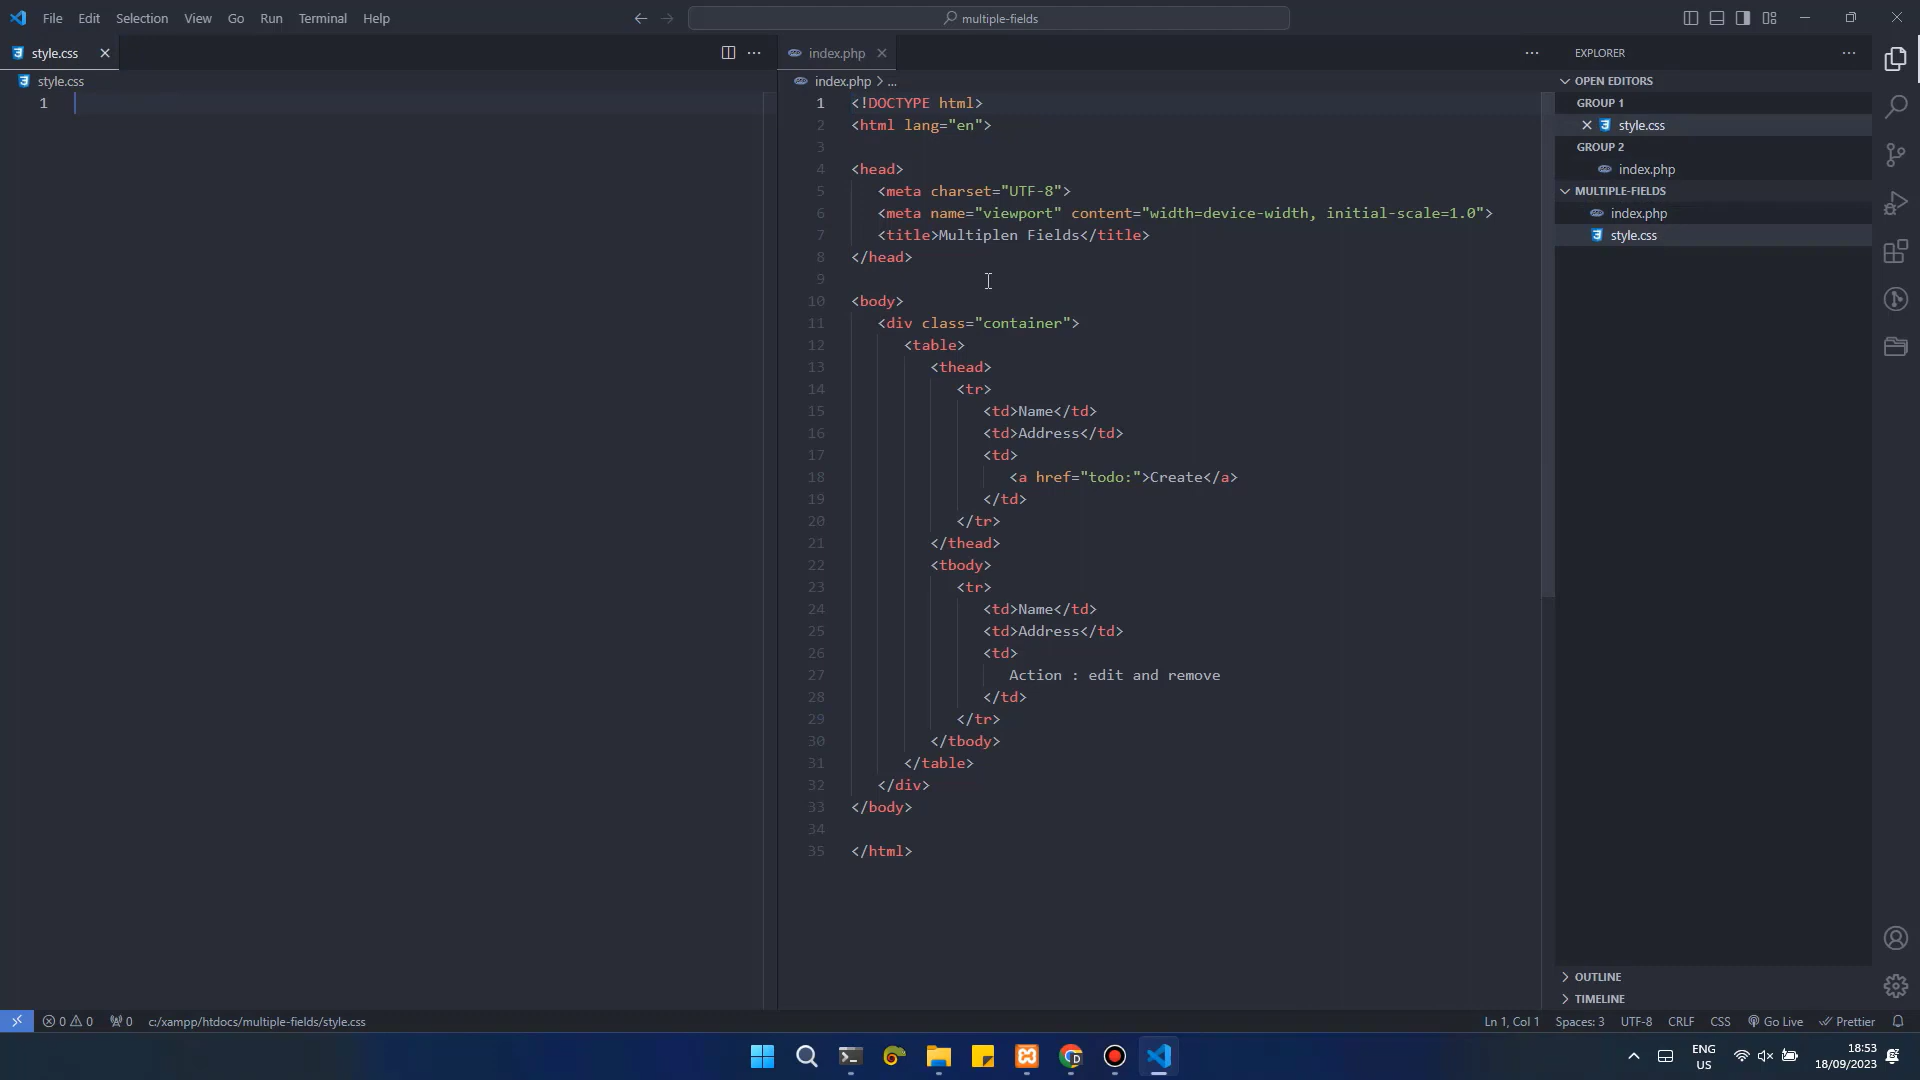 File Edit Selection View Go Run Terminal Help
multiple-fields
style.css
style.css
1
index.php
index.php > ...
1 <!DOCTYPE html>
2 <html lang="en">
3
4 <head>
5 <meta charset="UTF-8">
6 <meta name="viewport" content="width=device-width, initial-scale=1.0">
7 <title>Multiplen Fields</title>
8 </head>
9
10 <body>
11 <div class="container">
12 <table>
13 <thead>
14 <tr>
15 <td>Name</td>
16 <td>Address</td>
17 <td>
18 <a href="todo:">Create</a>
19 </td>
20 </tr>
21 </thead>
22 <tbody>
23 <tr>
24 <td>Name</td>
25 <td>Address</td>
26 <td>
27 Action : edit and remove
28 </td>
29 </tr>
30 </tbody>
31 </table>
32 </div>
33 </body>
34
35 </html>
EXPLORER
OPEN EDITORS
GROUP 1
style.css
GROUP 2
index.php
MULTIPLE-FIELDS
index.php
style.css
OUTLINE
TIMELINE
0 0 0 c:/xampp/htdocs/multiple-fields/style.css Ln 1, Col 1 Spaces: 3 UTF-8 CRLF CSS Go Live Prettier
ENG
US
18:53
18/09/2023